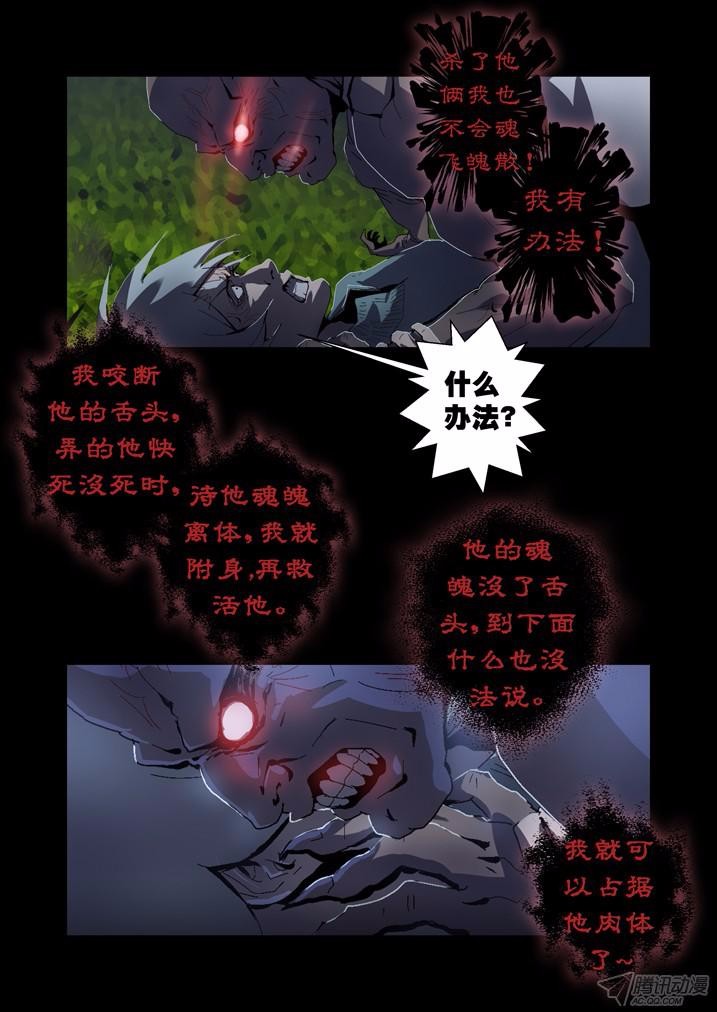 杀了他
俩我也
不会魂
飞魄散！
我有
办法！
什么
办法？
我咬断
他的舌头，
弄的他快
死沒死时，
待他魂魄
离体，我就
附身，再救
活他。
他的魂
魄沒了舌
头，到下面
什么也沒
法说。
我就可
以占据
他肉体
了~
腾讯动漫
AC.QQ.COM